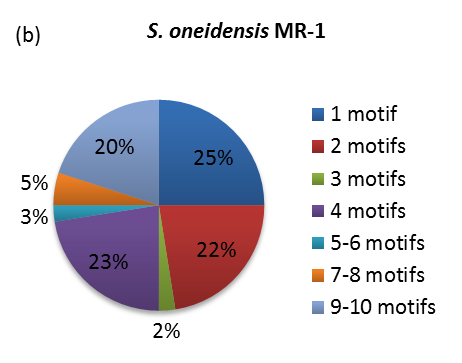 (b)
S. oneidensis MR-1
20%
25%
5%
3%
23%
22%
2%
1 motif
2 motifs
3 motifs
4 motifs
5-6 motifs
7-8 motifs
9-10 motifs